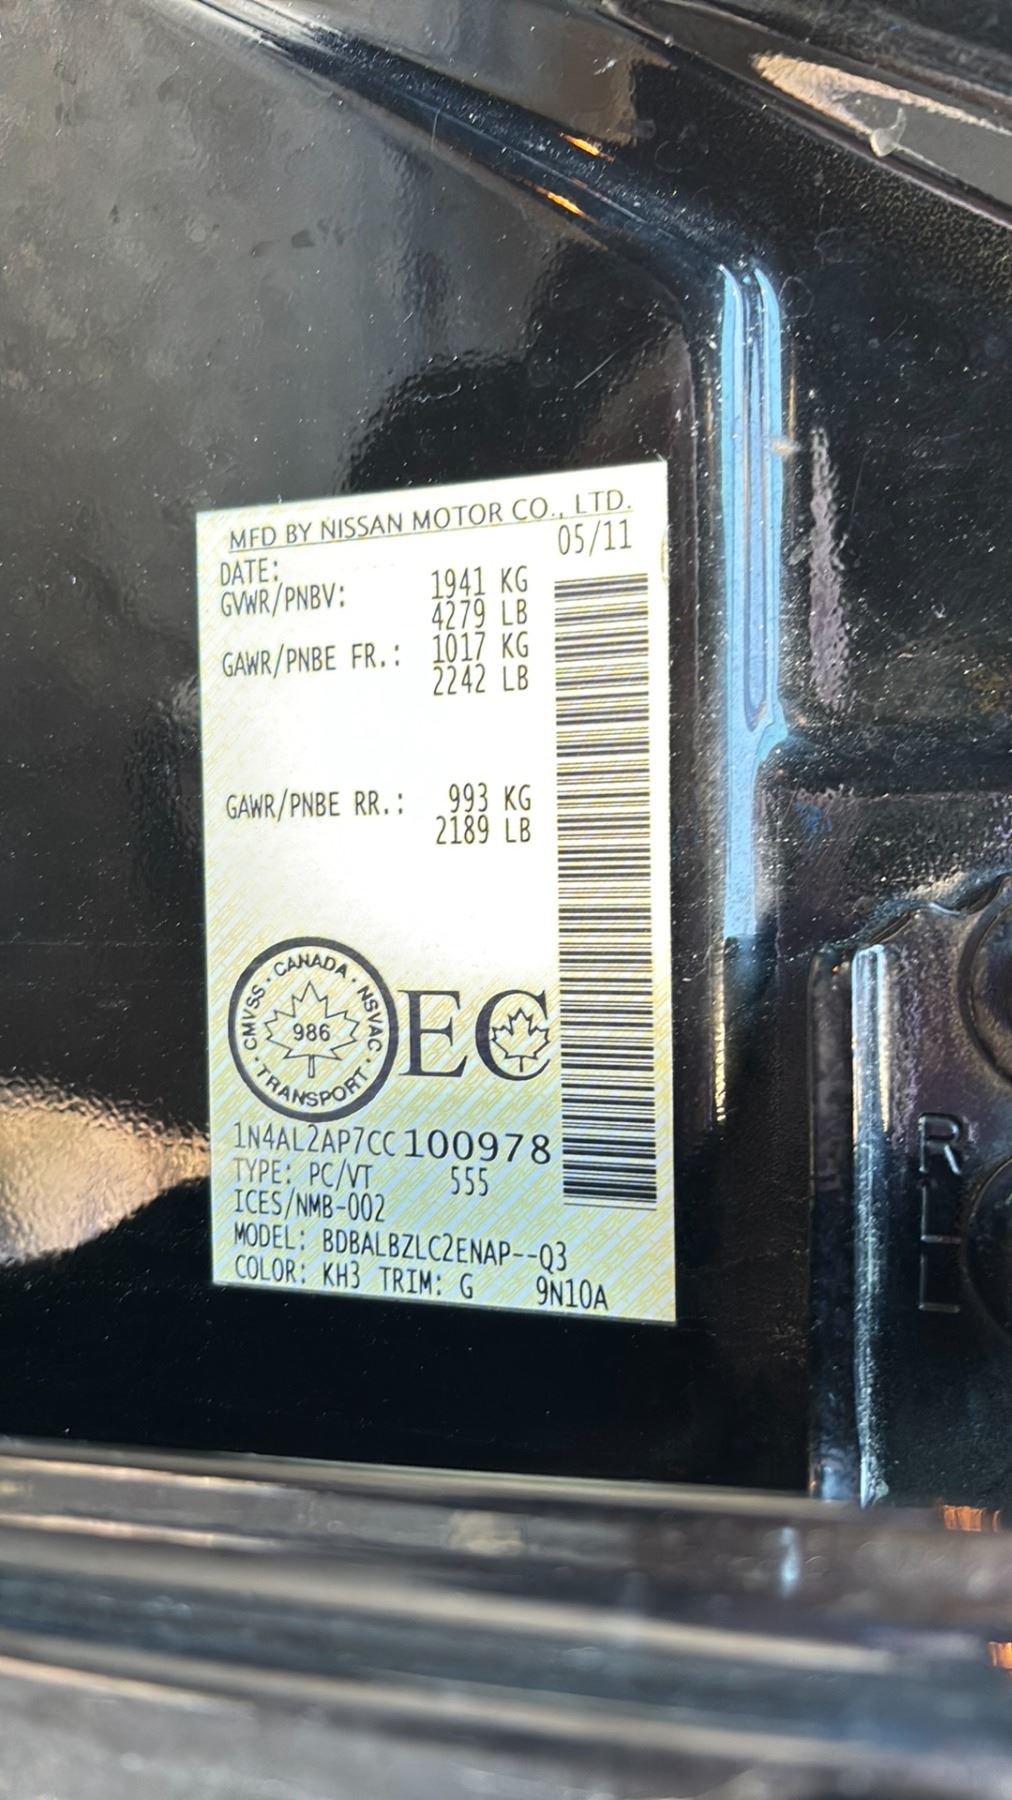 MFD BY NISSAN MOTOR CO., LTD.
DATE: 05/11
GVWR/PNBV: 1941 KG
4279 LB
GAWR/PNBE FR.: 1017 KG
2242 LB
GAWR/PNBE RR.: 993 KG
2189 LB
CMVSS · CANADA · NSVAC · TRANSPORT ·
986
EC
1N4AL2AP7CC100978
TYPE: PC/VT 555
ICES/NMB-002
MODEL: BDBALBZLC2ENAP--Q3
COLOR: KH3 TRIM: G 9N10A